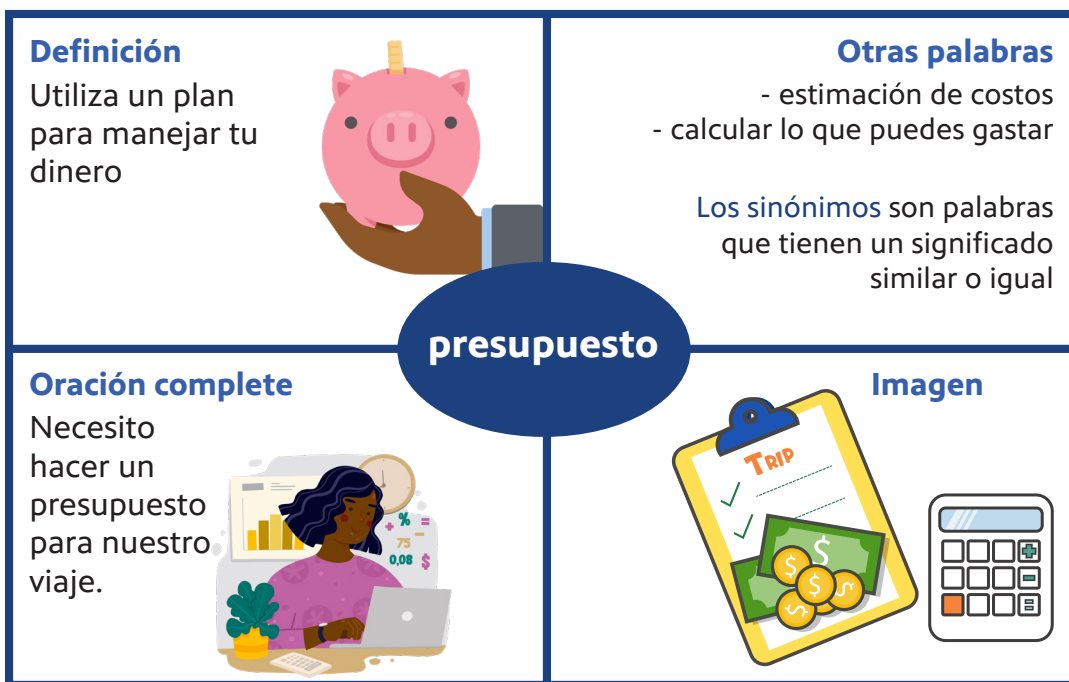 Definición
Utiliza un plan
para manejar tu
dinero
Otras palabras
- estimación de costos
- calcular lo que puedes gastar
Los sinónimos son palabras
que tienen un significado
similar o igual
presupuesto
Oración complete
Necesito
hacer un
presupuesto
para nuestro
viaje.
+ % =
75 −
0,08 $
Imagen
TRIP
$
$
$
$
$
+
-
=